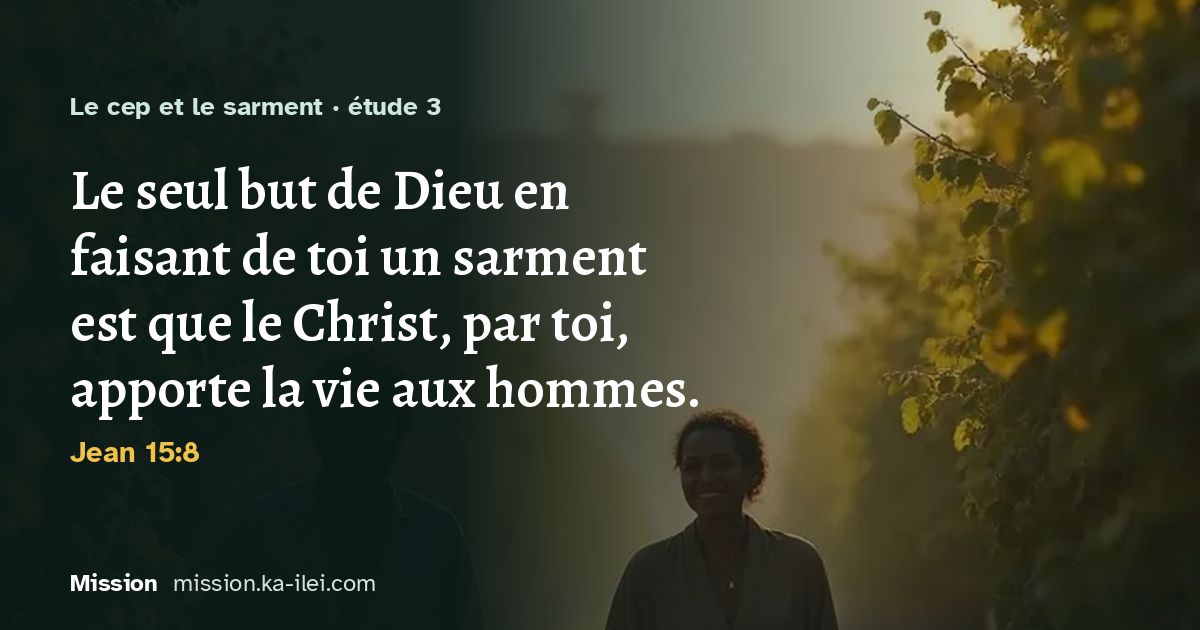 Le cep et le sarment · étude 3
Le seul but de Dieu en
faisant de toi un sarment
est que le Christ, par toi,
apporte la vie aux hommes.
Jean 15:8
Mission mission.ka-ilei.com